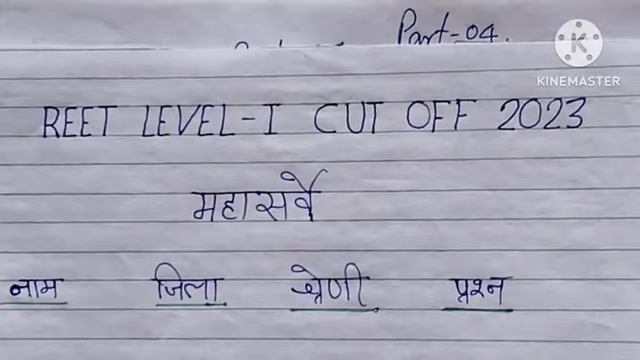 Part-04.
KINEMASTER
REET LEVEL-I CUT OFF 2023
महासर्वे
नाम जिला श्रेणी प्रश्न